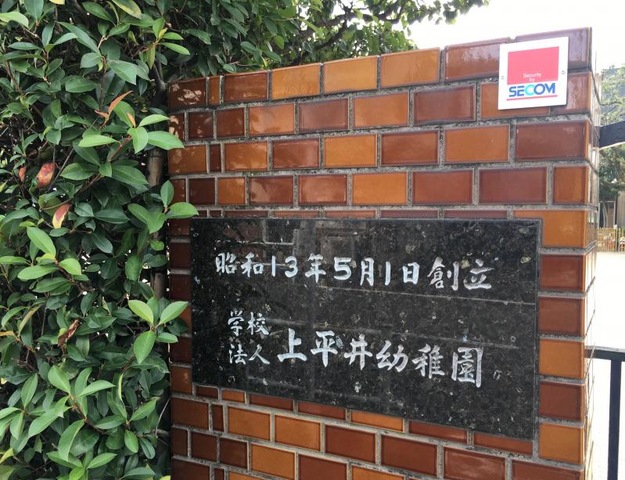 Security
by
SECOM
昭和13年5月1日創立
学校
法人
上平井幼稚園